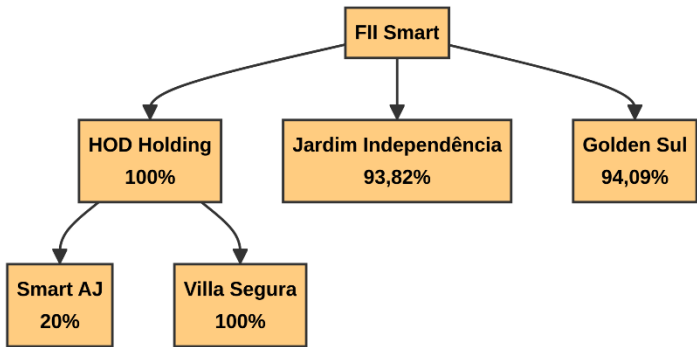 FII Smart
HOD Holding
100%
Jardim Independência
93,82%
Golden Sul
94,09%
Smart AJ
20%
Villa Segura
100%